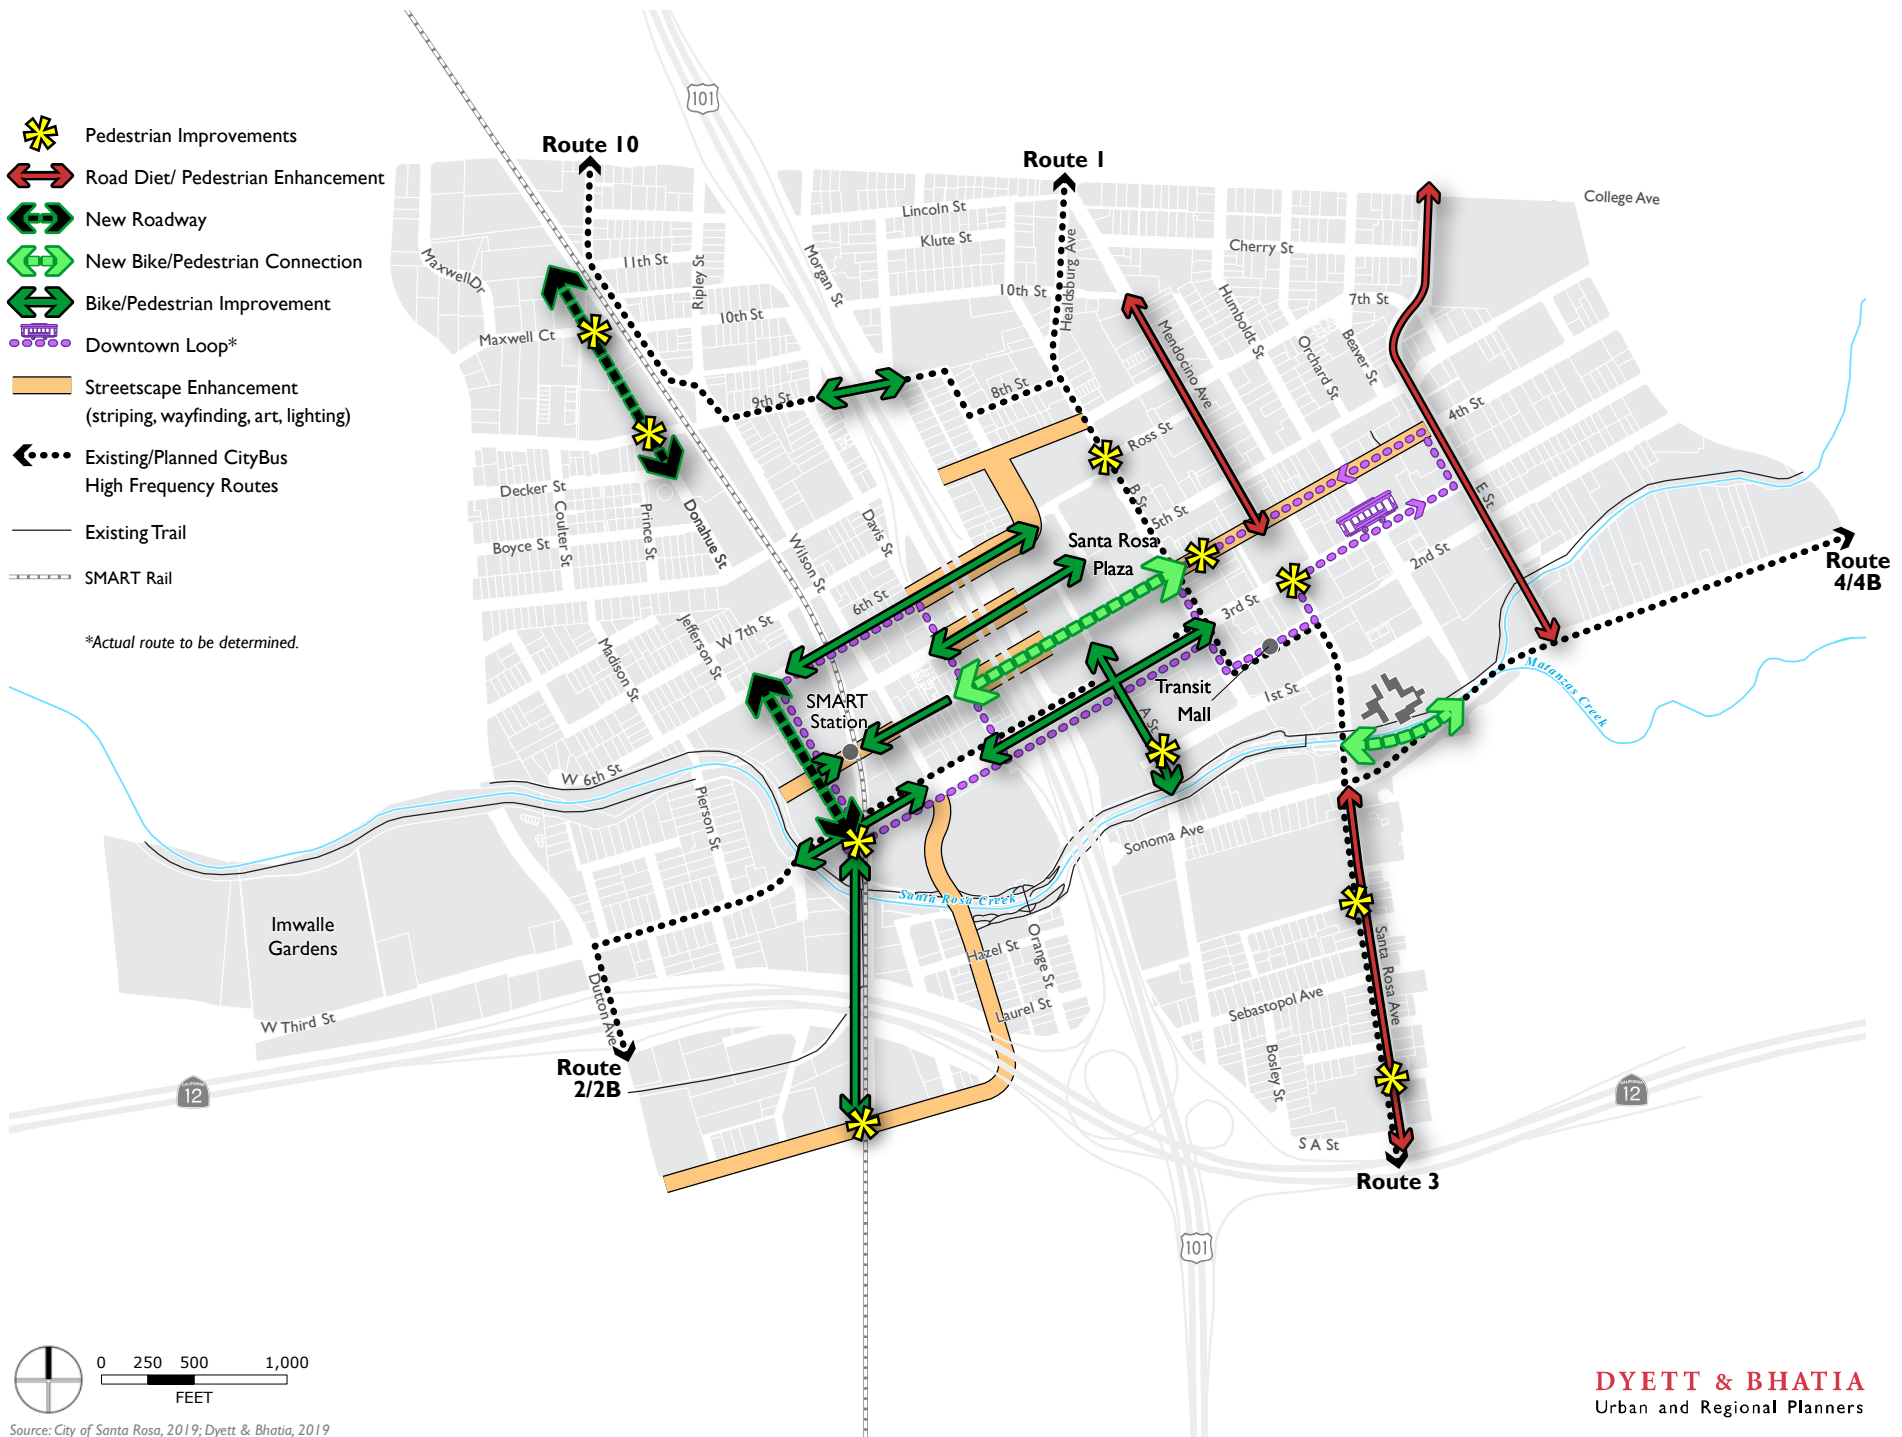 Pedestrian Improvements
Road Diet/ Pedestrian Enhancement
New Roadway
New Bike/Pedestrian Connection
Bike/Pedestrian Improvement
Downtown Loop*
Streetscape Enhancement
(striping, wayfinding, art, lighting)
Existing/Planned CityBus
High Frequency Routes
Existing Trail
SMART Rail
*Actual route to be determined.
101
Route 10
Route 1
College Ave
Lincoln St
Klute St
Cherry St
Maxwell Dr
11th St
Ripley St
Morgan St
Healdsburg Ave
10th St
10th St
7th St
Humboldt St
Maxwell Ct
Mendocino Ave
Orchard St
Beaver St
9th St
8th St
4th St
Ross St
Decker St
Coulter St
Prince St
Donahue St
Boyce St
Wilson St
Davis St
B St
5th St
E St
Santa Rosa
Plaza
2nd St
Route
4/4B
6th St
3rd St
W 7th St
Jefferson St
Madison St
SMART
Station
Transit
Mall
1st St
A St
Matanzas Creek
W 6th St
Pierson St
Sonoma Ave
Santa Rosa Creek
Imwalle
Gardens
Hazel St
Orange St
Santa Rosa Ave
Dutton Ave
Laurel St
Sebastopol Ave
W Third St
Bosley St
Route
2/2B
CALIFORNIA
12
CALIFORNIA
12
S A St
Route 3
101
0 250 500 1,000
FEET
DYETT & BHATIA
Urban and Regional Planners
Source: City of Santa Rosa, 2019; Dyett & Bhatia, 2019